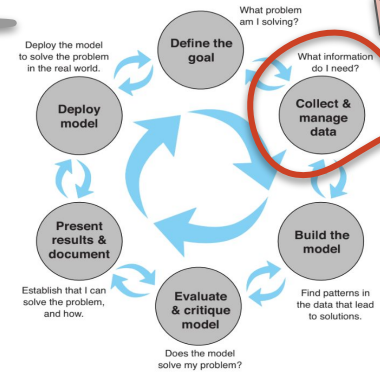 What problem
am I solving?
Define the
goal
What information
do I need?
Collect &
manage
data
Build the
model
Find patterns in
the data that lead
to solutions.
Evaluate
& critique
model
Does the model
solve my problem?
Present
results &
document
Establish that I can
solve the problem,
and how.
Deploy
model
Deploy the model
to solve the problem
in the real world.